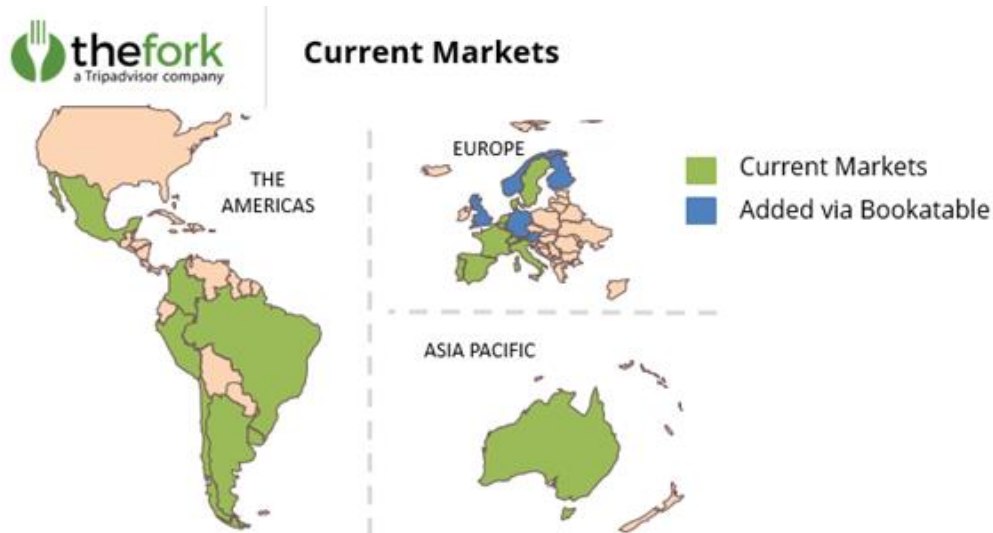 thefork
a Tripadvisor company
Current Markets
THE
AMERICAS
EUROPE
Current Markets
Added via Bookatable
ASIA PACIFIC